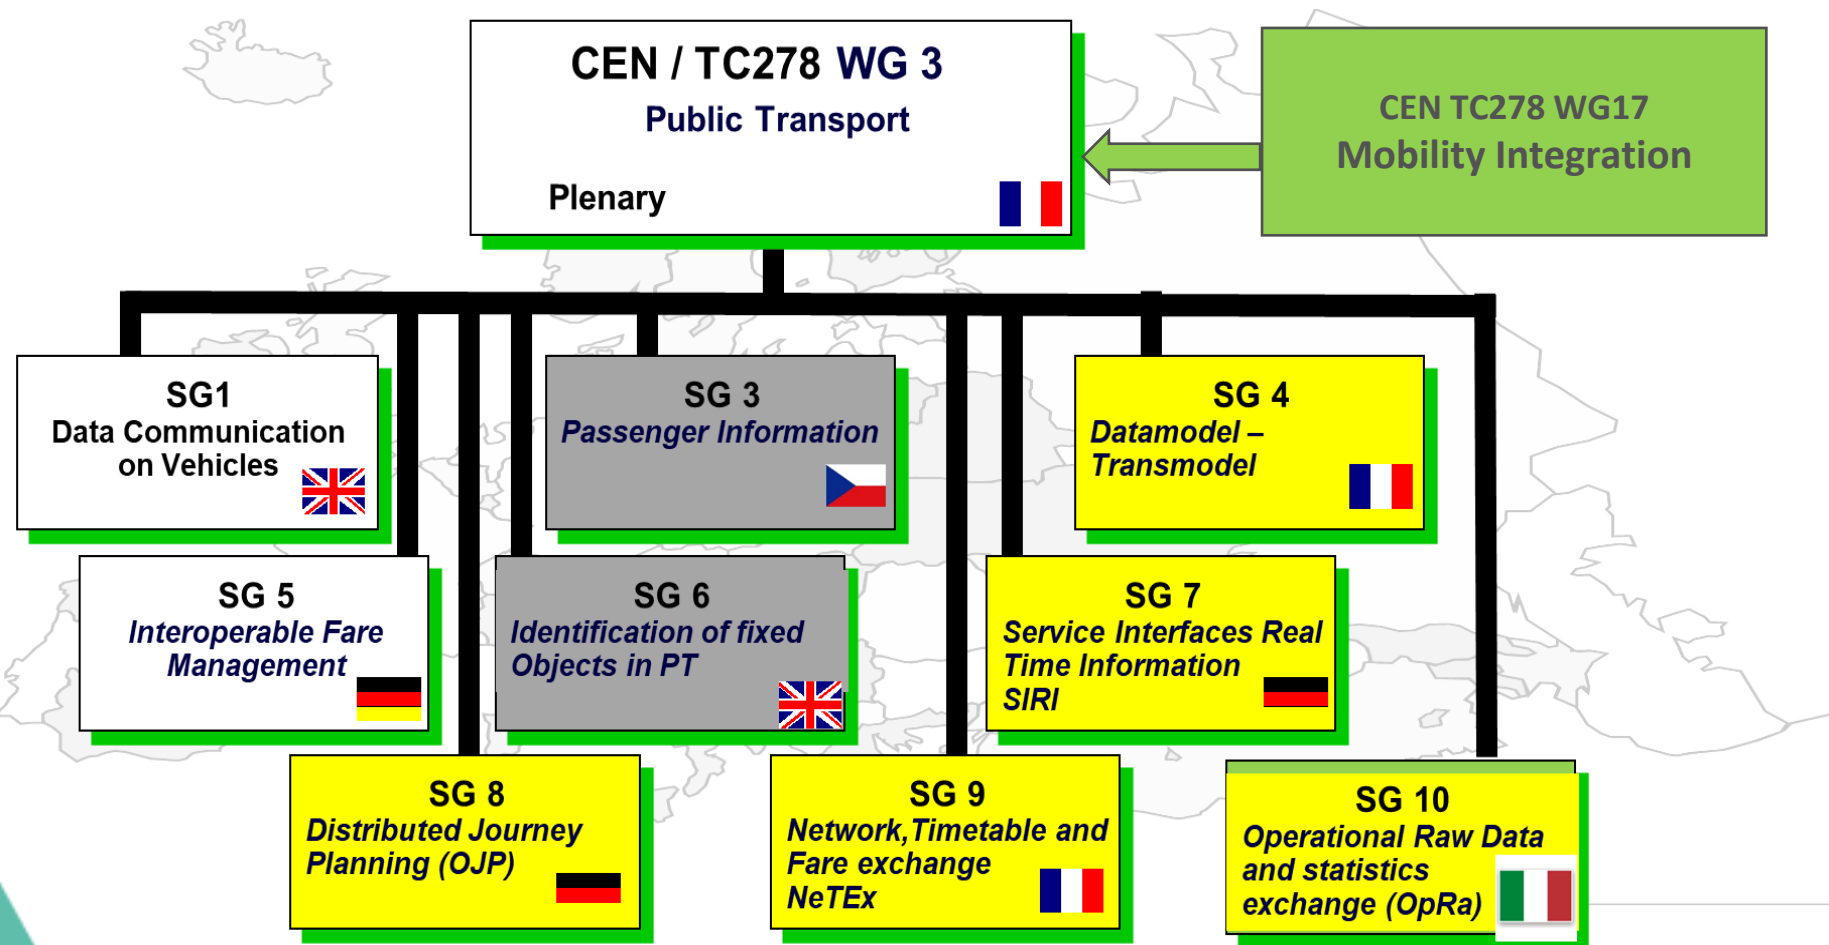 CEN / TC278 WG 3
Public Transport
Plenary
CEN TC278 WG17
Mobility Integration
SG1
Data Communication
on Vehicles
SG 3
Passenger Information
SG 4
Datamodel –
Transmodel
SG 5
Interoperable Fare
Management
SG 6
Identification of fixed
Objects in PT
SG 7
Service Interfaces Real
Time Information
SIRI
SG 8
Distributed Journey
Planning (OJP)
SG 9
Network,Timetable and
Fare exchange
NeTEx
SG 10
Operational Raw Data
and statistics
exchange (OpRa)